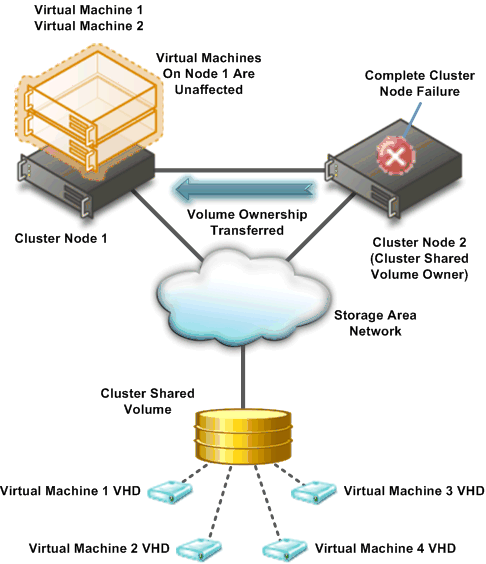 Virtual Machine 1
Virtual Machine 2
Virtual Machines
On Node 1 Are
Unaffected
Complete Cluster
Node Failure
Volume Ownership
Transferred
Cluster Node 1
Cluster Node 2
(Cluster Shared
Volume Owner)
Storage Area
Network
Cluster Shared
Volume
Virtual Machine 1 VHD
Virtual Machine 3 VHD
Virtual Machine 2 VHD
Virtual Machine 4 VHD